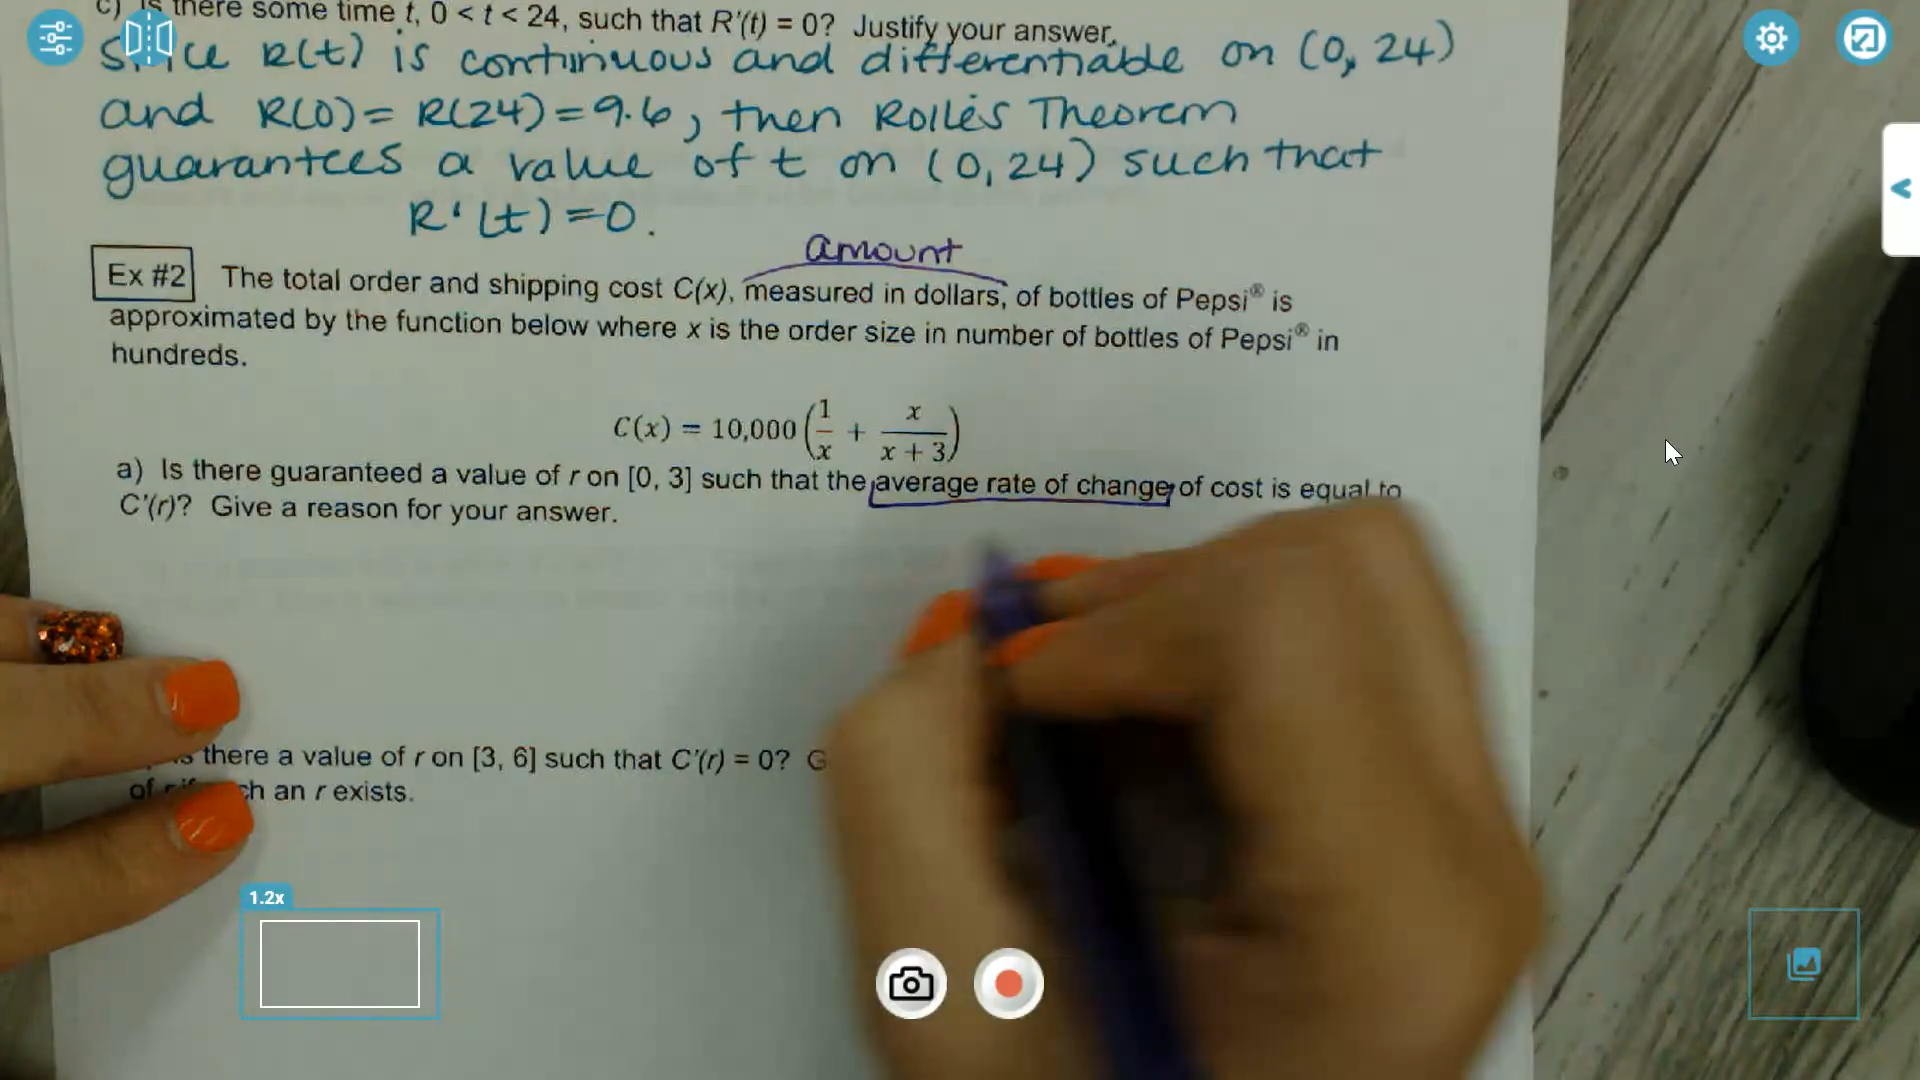 c) Is there some time t, 0 < t < 24, such that R'(t) = 0? Justify your answer.
Since R(t) is continuous and differentiable on (0, 24)
and R(0) = R(24) = 9.6, then Rolle's Theorem
guarantees a value of t on (0, 24) such that
R'(t) = 0.
amount
Ex #2 The total order and shipping cost C(x), measured in dollars, of bottles of Pepsi® is
approximated by the function below where x is the order size in number of bottles of Pepsi® in
hundreds.
C(x) = 10,000 (1/x + x/(x + 3))
a) Is there guaranteed a value of r on [0, 3] such that the average rate of change of cost is equal to
C'(r)? Give a reason for your answer.
there a value of r on [3, 6] such that C'(r) = 0? G
of an r exists.
1.2x